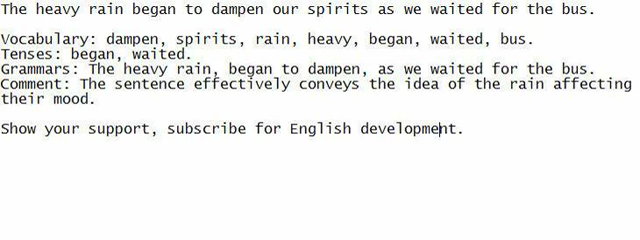 The heavy rain began to dampen our spirits as we waited for the bus.
Vocabulary: dampen, spirits, rain, heavy, began, waited, bus.
Tenses: began, waited.
Grammars: The heavy rain, began to dampen, as we waited for the bus.
Comment: The sentence effectively conveys the idea of the rain affecting
their mood.
Show your support, subscribe for English development.